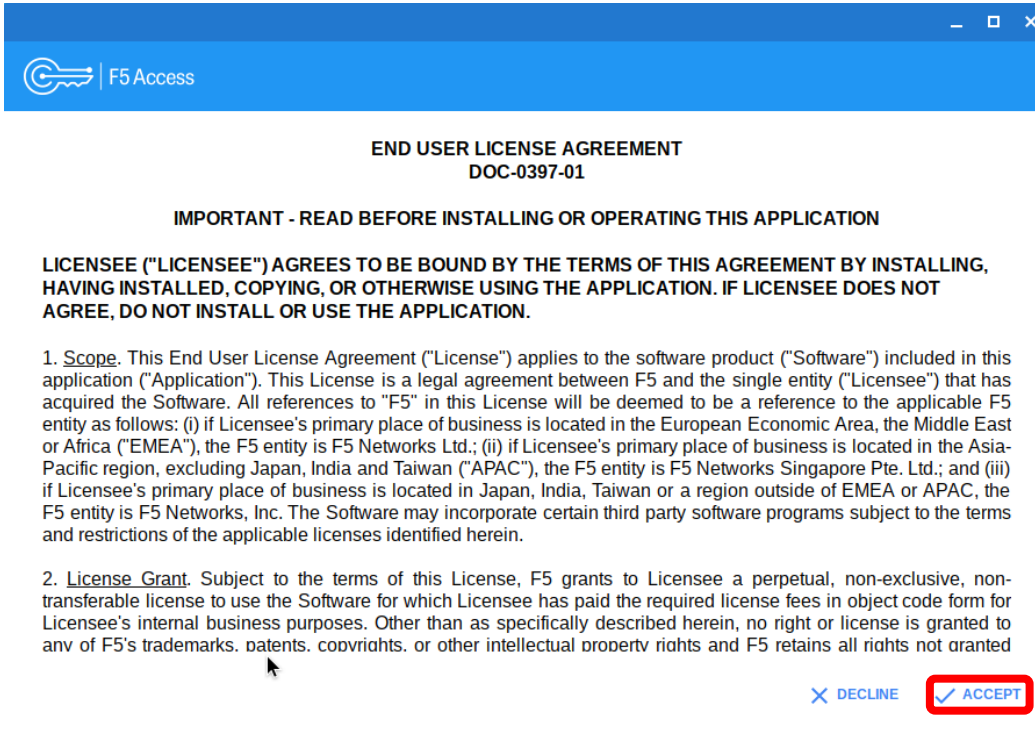 F5 Access
END USER LICENSE AGREEMENT
DOC-0397-01
IMPORTANT - READ BEFORE INSTALLING OR OPERATING THIS APPLICATION
LICENSEE ("LICENSEE") AGREES TO BE BOUND BY THE TERMS OF THIS AGREEMENT BY INSTALLING,
HAVING INSTALLED, COPYING, OR OTHERWISE USING THE APPLICATION. IF LICENSEE DOES NOT
AGREE, DO NOT INSTALL OR USE THE APPLICATION.
1. Scope. This End User License Agreement ("License") applies to the software product ("Software") included in this
application ("Application"). This License is a legal agreement between F5 and the single entity ("Licensee") that has
acquired the Software. All references to "F5" in this License will be deemed to be a reference to the applicable F5
entity as follows: (i) if Licensee's primary place of business is located in the European Economic Area, the Middle East
or Africa ("EMEA"), the F5 entity is F5 Networks Ltd.; (ii) if Licensee's primary place of business is located in the Asia-
Pacific region, excluding Japan, India and Taiwan ("APAC"), the F5 entity is F5 Networks Singapore Pte. Ltd.; and (iii)
if Licensee's primary place of business is located in Japan, India, Taiwan or a region outside of EMEA or APAC, the
F5 entity is F5 Networks, Inc. The Software may incorporate certain third party software programs subject to the terms
and restrictions of the applicable licenses identified herein.
2. License Grant. Subject to the terms of this License, F5 grants to Licensee a perpetual, non-exclusive, non-
transferable license to use the Software for which Licensee has paid the required license fees in object code form for
Licensee's internal business purposes. Other than as specifically described herein, no right or license is granted to
any of F5's trademarks, patents, copyrights, or other intellectual property rights and F5 retains all rights not granted
DECLINE
ACCEPT